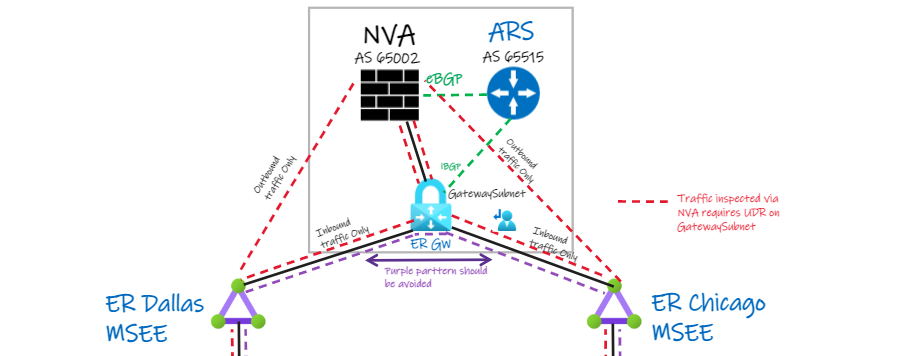 NVA
AS 65002
ARS
AS 65515
eBGP
iBGP
Outbound
traffic Only
Outbound
traffic Only
GatewaySubnet
Traffic inspected via
NVA requires UDR on
GatewaySubnet
Inbound
traffic Only
Inbound
traffic Only
ER GW
Purple parttern should
be avoided
ER Dallas
MSEE
ER Chicago
MSEE